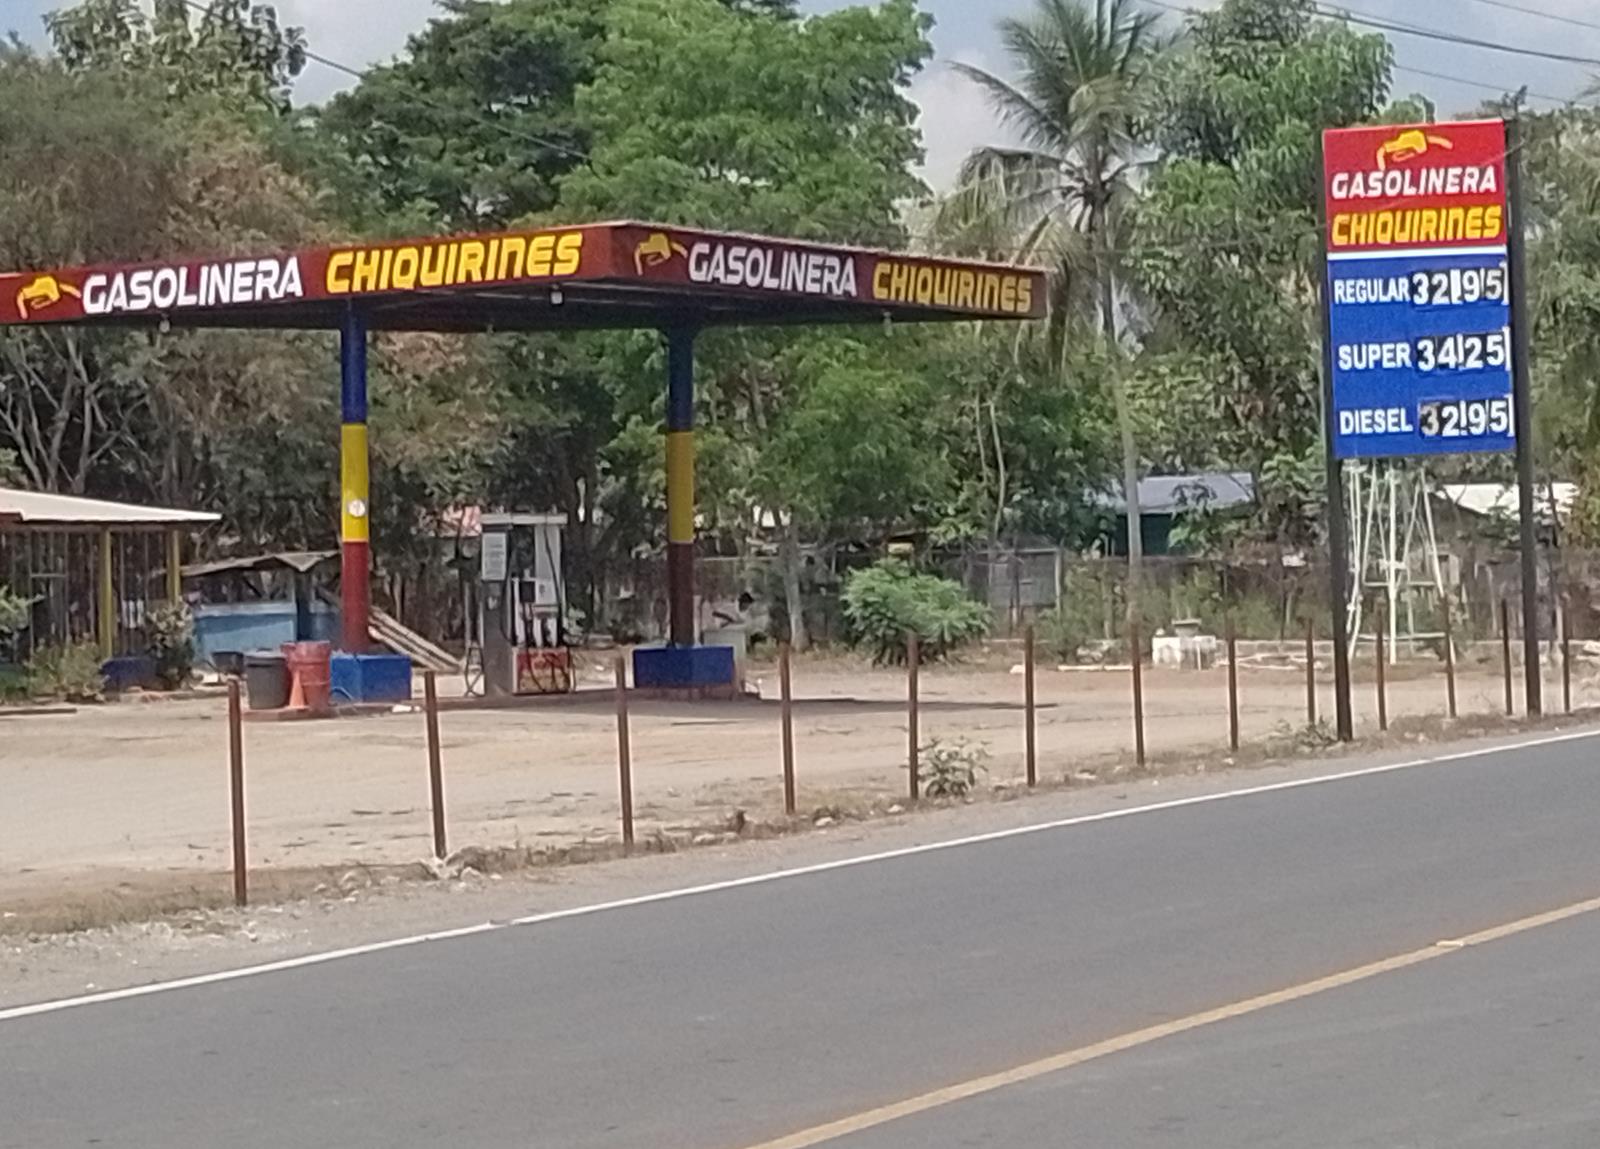 GASOLINERA CHIQUIRINES
GASOLINERA CHIQUIRINES
GASOLINERA
CHIQUIRINES
REGULAR 32.95
SUPER 34.25
DIESEL 32.95